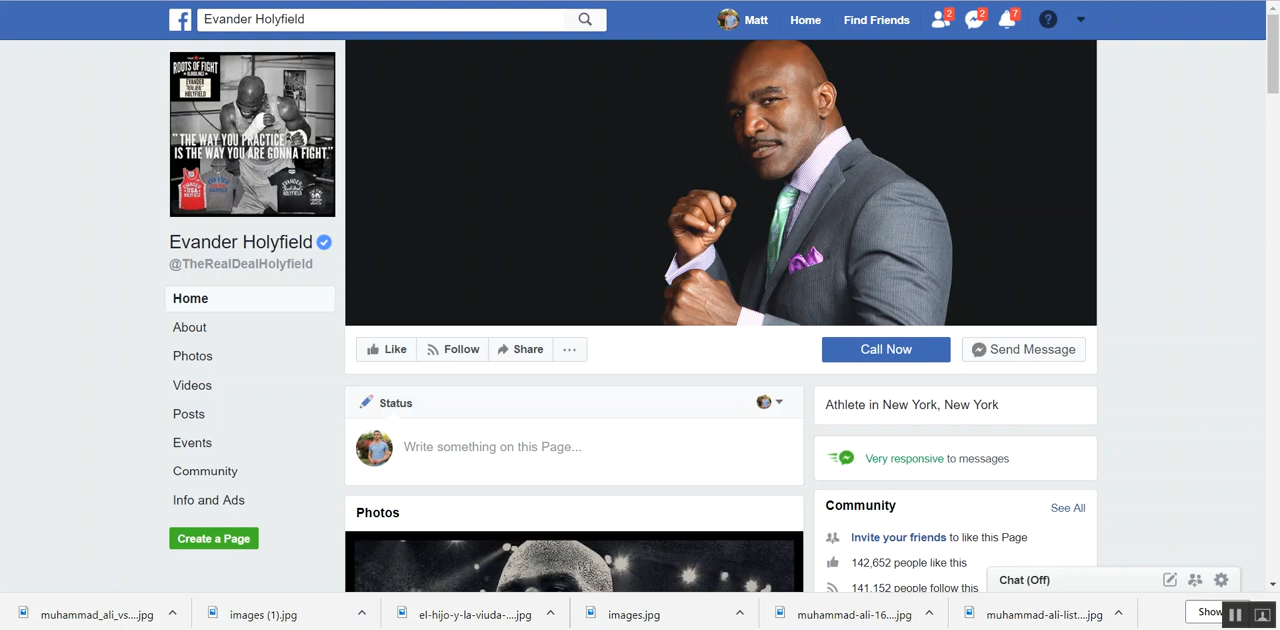 Evander Holyfield
Matt
Home
Find Friends
2
2
7
?
ROOTS OF FIGHT
EVANDER
HOLYFIELD
"THE WAY YOU PRACTICE
IS THE WAY YOU ARE GONNA FIGHT."
Evander Holyfield
@TheRealDealHolyfield
Home
About
Photos
Videos
Posts
Events
Community
Info and Ads
Create a Page
Like
Follow
Share
...
Call Now
Send Message
Status
Write something on this Page...
Photos
Athlete in New York, New York
Very responsive to messages
Community
See All
Invite your friends to like this Page
142,652 people like this
141,152 people follow this
Chat (Off)
muhammad_ali_vs....jpg
images (1).jpg
el-hijo-y-la-viuda-....jpg
images.jpg
muhammad-ali-16....jpg
muhammad-ali-list....jpg
Show